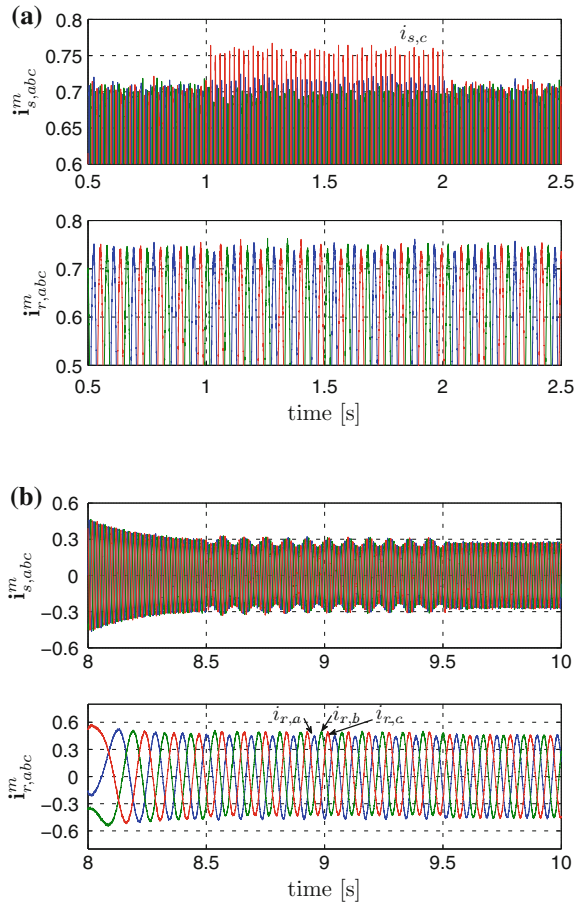 (a)
0.8
0.75
0.7
0.65
0.6
i_{s,c}
i^m_{s,abc}
0.5 1 1.5 2 2.5
0.8
0.7
0.6
0.5
i^m_{r,abc}
0.5 1 1.5 2 2.5
time [s]
(b)
0.6
0.3
0
−0.3
−0.6
i^m_{s,abc}
8 8.5 9 9.5 10
i_{r,a} i_{r,b} i_{r,c}
0.6
0.3
0
−0.3
−0.6
i^m_{r,abc}
8 8.5 9 9.5 10
time [s]